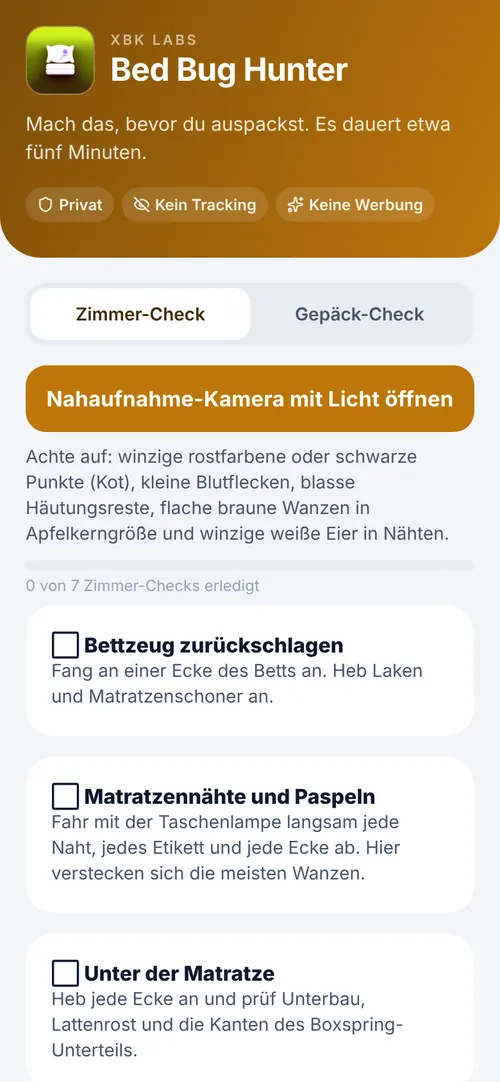 XBK LABS
Bed Bug Hunter
Mach das, bevor du auspackst. Es dauert etwa
fünf Minuten.
Privat
Kein Tracking
Keine Werbung
Zimmer-Check
Gepäck-Check
Nahaufnahme-Kamera mit Licht öffnen
Achte auf: winzige rostfarbene oder schwarze
Punkte (Kot), kleine Blutflecken, blasse
Häutungsreste, flache braune Wanzen in
Apfelkerngröße und winzige weiße Eier in Nähten.
0 von 7 Zimmer-Checks erledigt
Bettzeug zurückschlagen
Fang an einer Ecke des Betts an. Heb Laken
und Matratzenschoner an.
Matratzennähte und Paspeln
Fahr mit der Taschenlampe langsam jede
Naht, jedes Etikett und jede Ecke ab. Hier
verstecken sich die meisten Wanzen.
Unter der Matratze
Heb jede Ecke an und prüf Unterbau,
Lattenrost und die Kanten des Boxspring-
Unterteils.